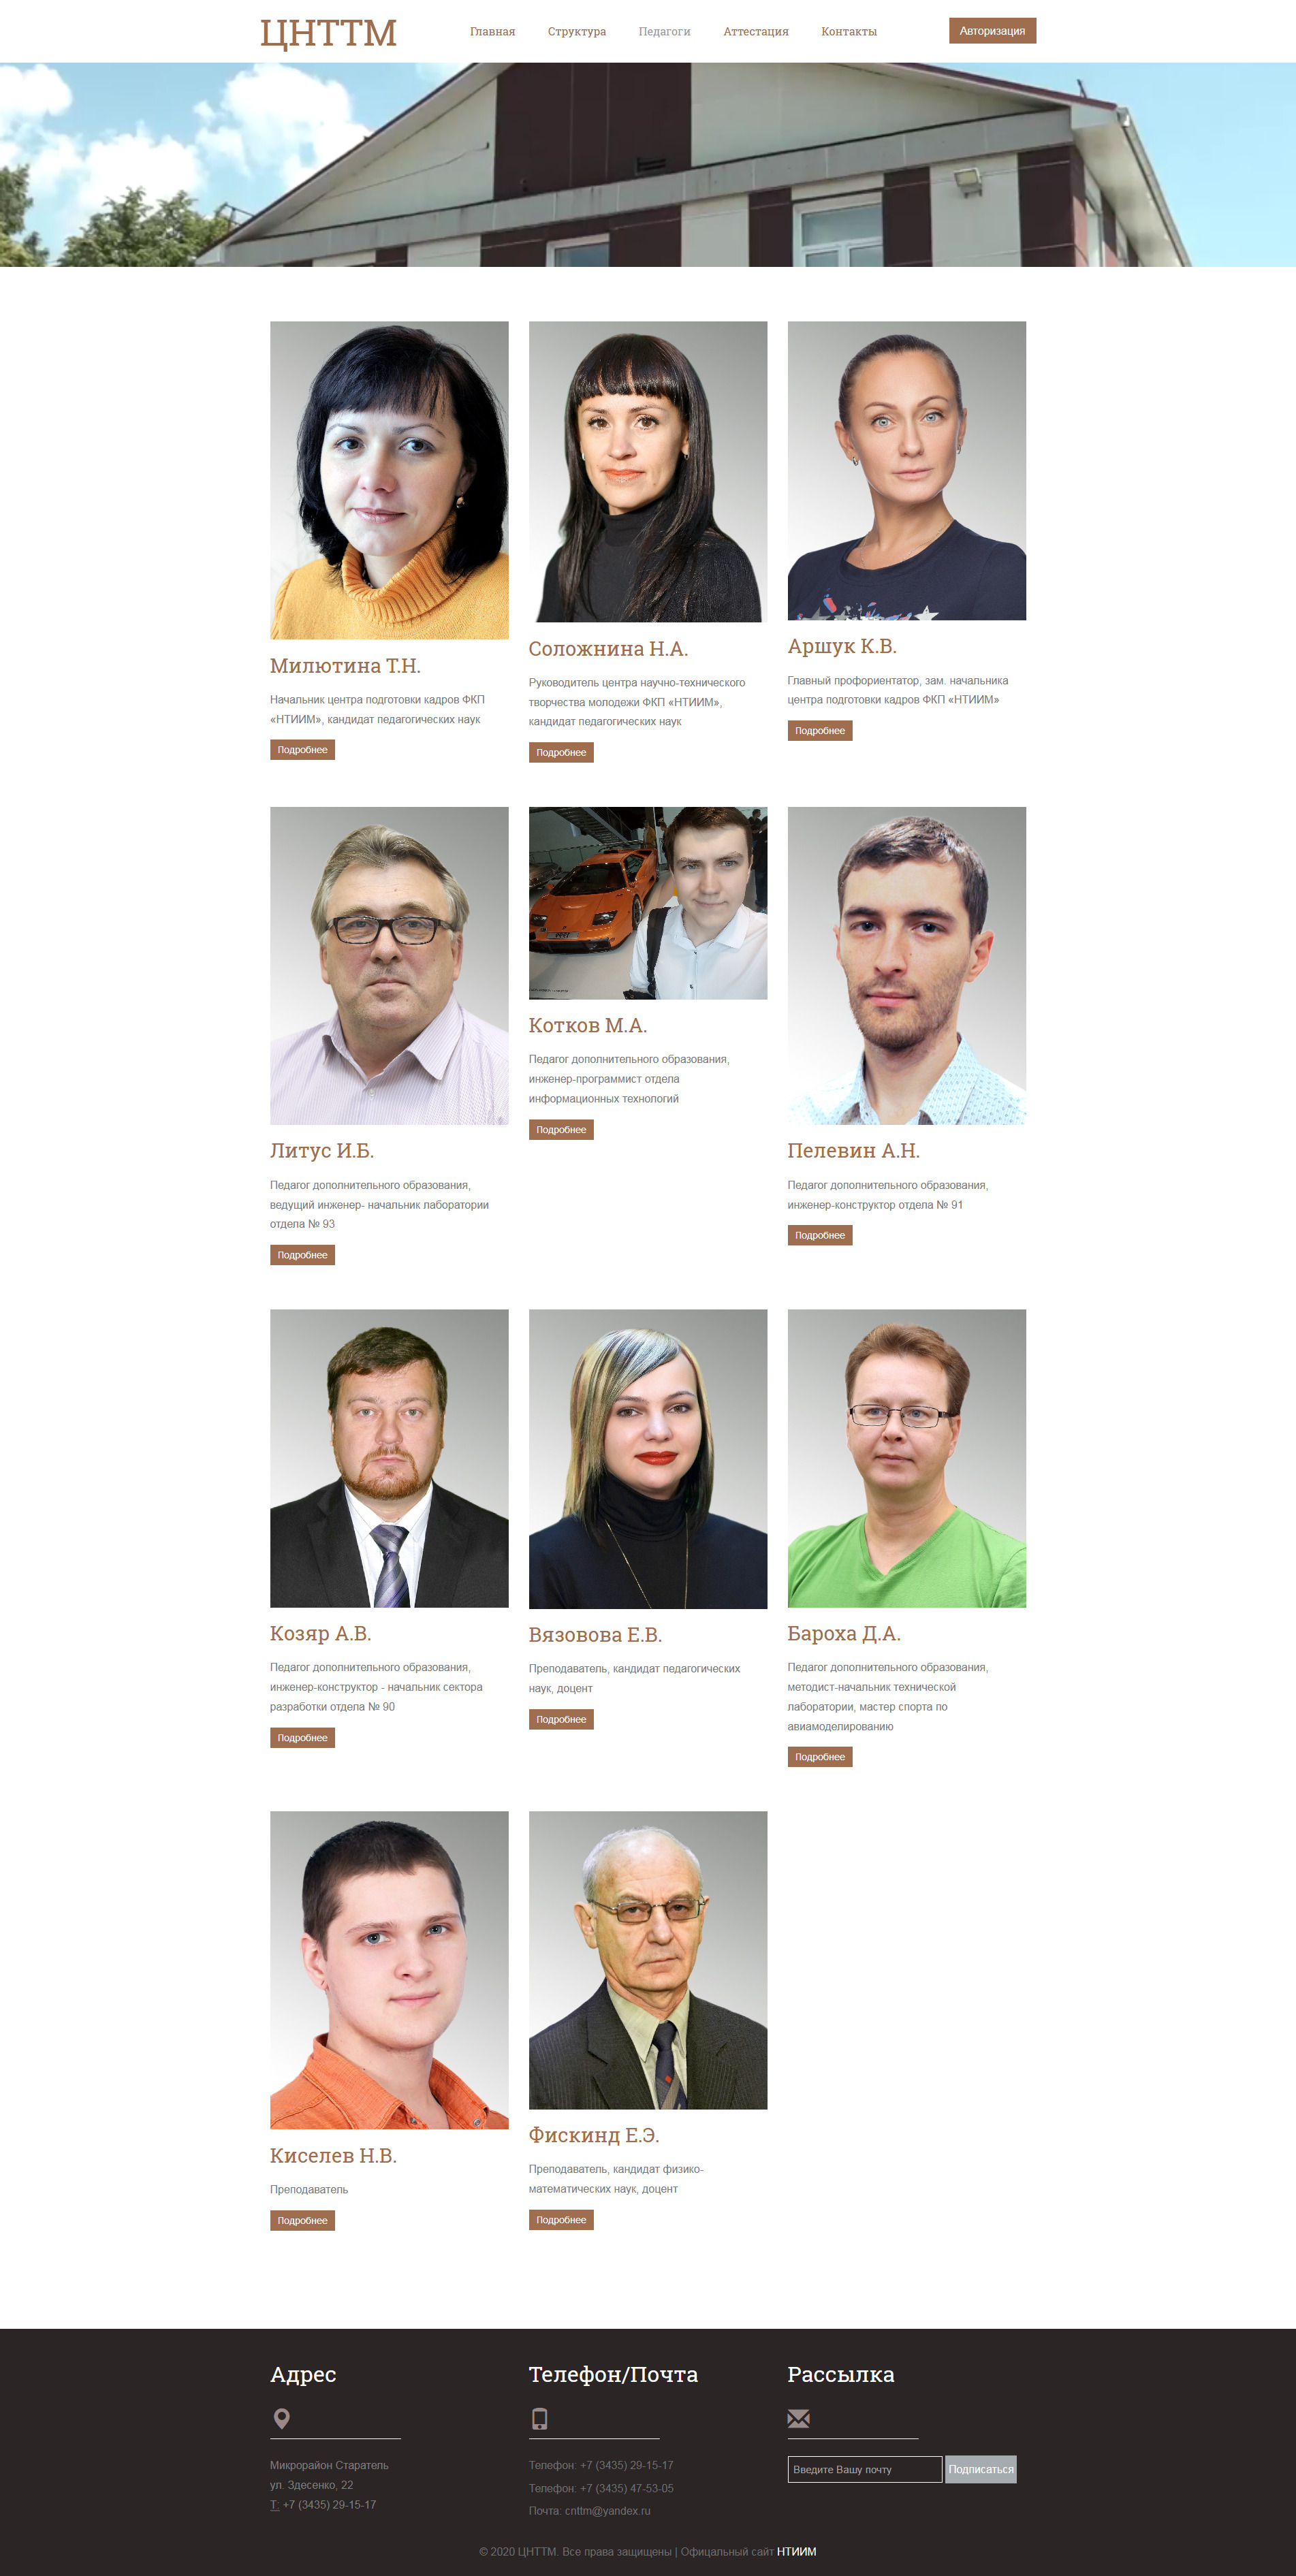 ЦНТТМ
Главная Структура Педагоги Аттестация Контакты
Авторизация
Милютина Т.Н.
Начальник центра подготовки кадров ФКП
«НТИИМ», кандидат педагогических наук
Подробнее
Соложнина Н.А.
Руководитель центра научно-технического
творчества молодежи ФКП «НТИИМ»,
кандидат педагогических наук
Подробнее
Аршук К.В.
Главный профориентатор, зам. начальника
центра подготовки кадров ФКП «НТИИМ»
Подробнее
Литус И.Б.
Педагог дополнительного образования,
ведущий инженер- начальник лаборатории
отдела № 93
Подробнее
Котков М.А.
Педагог дополнительного образования,
инженер-программист отдела
информационных технологий
Подробнее
Пелевин А.Н.
Педагог дополнительного образования,
инженер-конструктор отдела № 91
Подробнее
Козяр А.В.
Педагог дополнительного образования,
инженер-конструктор - начальник сектора
разработки отдела № 90
Подробнее
Вязовова Е.В.
Преподаватель, кандидат педагогических
наук, доцент
Подробнее
Бароха Д.А.
Педагог дополнительного образования,
методист-начальник технической
лаборатории, мастер спорта по
авиамоделированию
Подробнее
Киселев Н.В.
Преподаватель
Подробнее
Фискинд Е.Э.
Преподаватель, кандидат физико-
математических наук, доцент
Подробнее
Адрес
Микрорайон Старатель
ул. Здесенко, 22
Т: +7 (3435) 29-15-17
Телефон/Почта
Телефон: +7 (3435) 29-15-17
Телефон: +7 (3435) 47-53-05
Почта: cnttm@yandex.ru
Рассылка
Введите Вашу почту
Подписаться
© 2020 ЦНТТМ. Все права защищены | Офицальный сайт НТИИМ